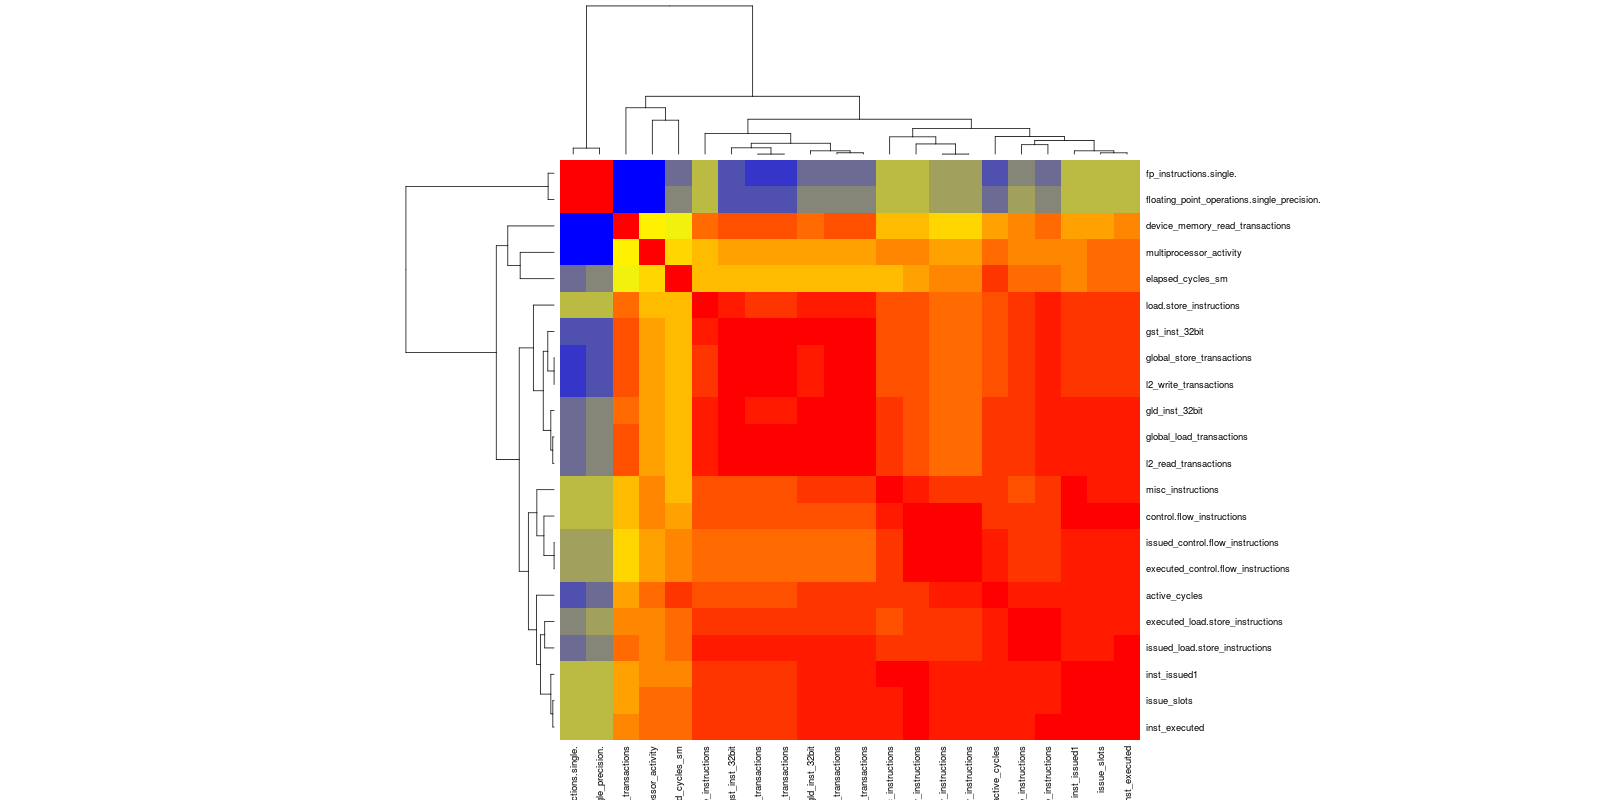 fp_instructions.single.
floating_point_operations.single_precision.
device_memory_read_transactions
multiprocessor_activity
elapsed_cycles_sm
load.store_instructions
gst_inst_32bit
global_store_transactions
l2_write_transactions
gld_inst_32bit
global_load_transactions
l2_read_transactions
misc_instructions
control.flow_instructions
issued_control.flow_instructions
executed_control.flow_instructions
active_cycles
executed_load.store_instructions
issued_load.store_instructions
inst_issued1
issue_slots
inst_executed
ctions.single.
gle_precision.
_transactions
ssor_activity
d_cycles_sm
_instructions
gst_inst_32bit
_transactions
_transactions
gld_inst_32bit
_transactions
_transactions
_instructions
_instructions
_instructions
_instructions
active_cycles
_instructions
_instructions
inst_issued1
issue_slots
nst_executed